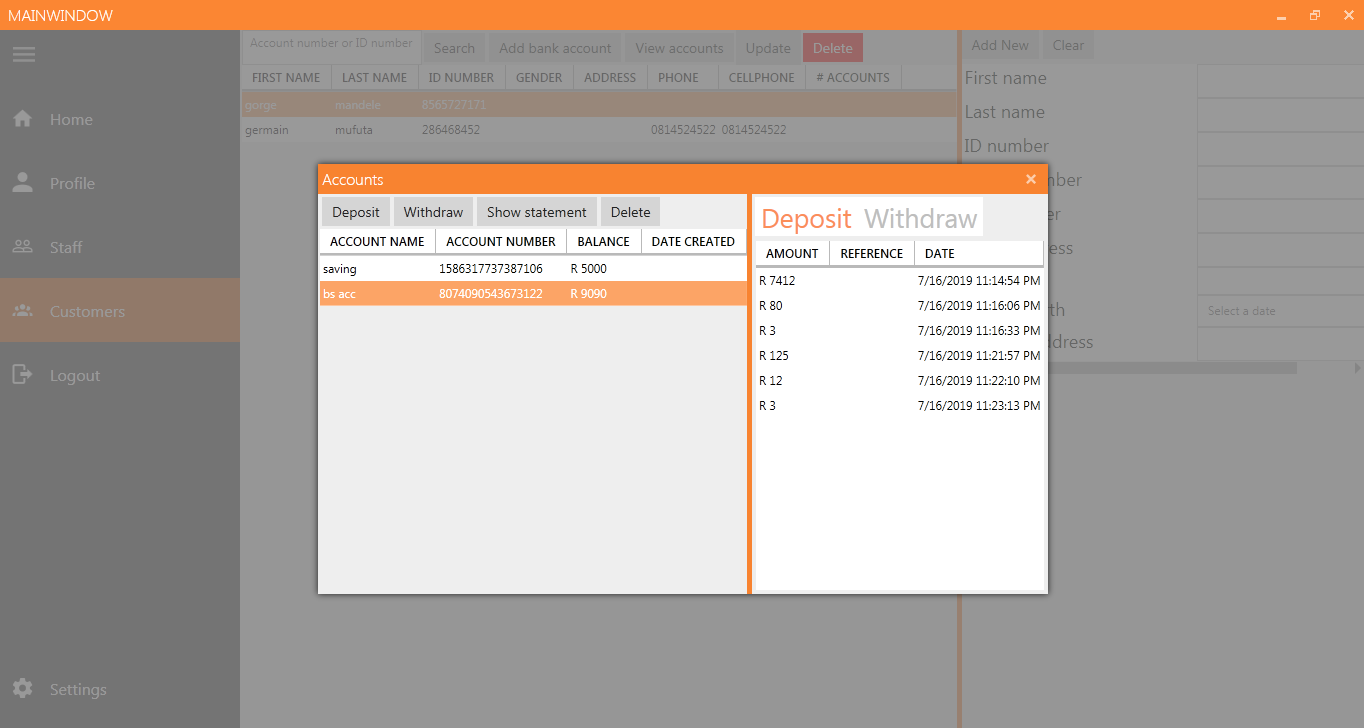 MAINWINDOW
Home
Profile
Staff
Customers
Logout
Settings
Account number or ID number Search Add bank account View accounts Update Delete
FIRST NAME LAST NAME ID NUMBER GENDER ADDRESS PHONE CELLPHONE # ACCOUNTS
gorge mandele 8565727171
germain mufuta 286468452 0814524522 0814524522
Add New Clear
First name
Last name
ID number
mber
er
ess
th
ddress
Select a date
Accounts
Deposit Withdraw Show statement Delete
ACCOUNT NAME ACCOUNT NUMBER BALANCE DATE CREATED
saving 1586317737387106 R 5000
bs acc 8074090543673122 R 9090
Deposit Withdraw
AMOUNT REFERENCE DATE
R 7412 7/16/2019 11:14:54 PM
R 80 7/16/2019 11:16:06 PM
R 3 7/16/2019 11:16:33 PM
R 125 7/16/2019 11:21:57 PM
R 12 7/16/2019 11:22:10 PM
R 3 7/16/2019 11:23:13 PM